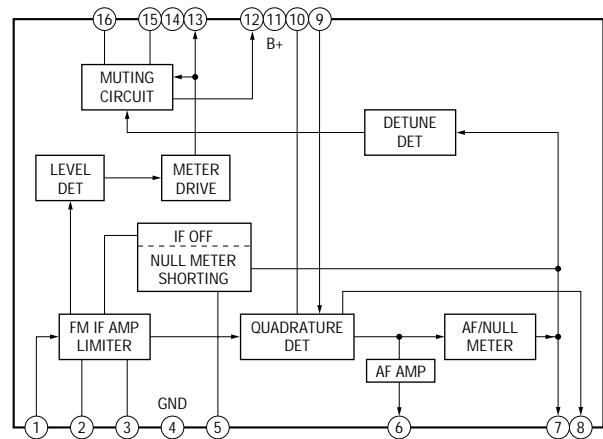 16 15 14 13 12 11 10 9
B+
MUTING
CIRCUIT
DETUNE
DET
LEVEL
DET
METER
DRIVE
IF OFF
NULL METER
SHORTING
FM IF AMP
LIMITER
QUADRATURE
DET
AF/NULL
METER
AF AMP
GND
1 2 3 4 5 6 7 8